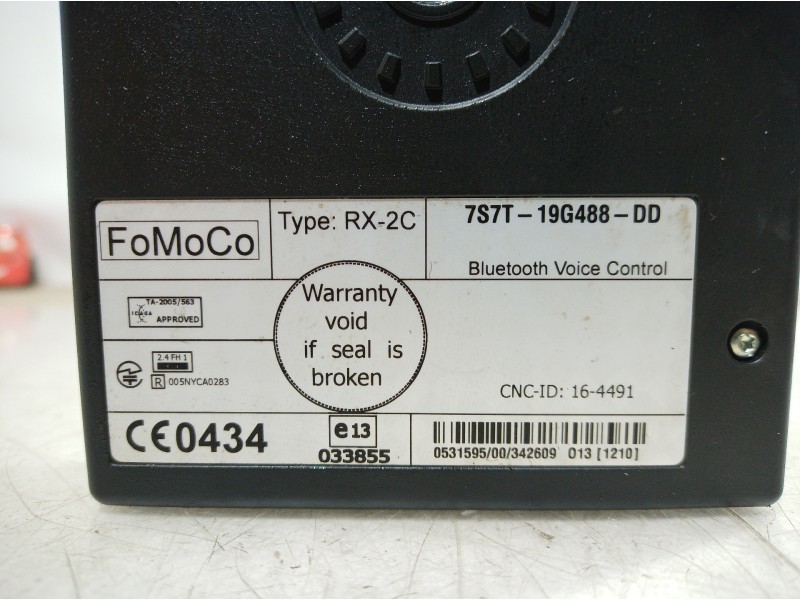 FoMoCo
Type: RX-2C
7S7T-19G488-DD
Bluetooth Voice Control
TA-2005/563
ICASA
APPROVED
Warranty
void
if seal is
broken
2.4 FH 1
R 005NYCA0283
CNC-ID: 16-4491
CE0434
e13
033855
0531595/00/342609 013 [1210]